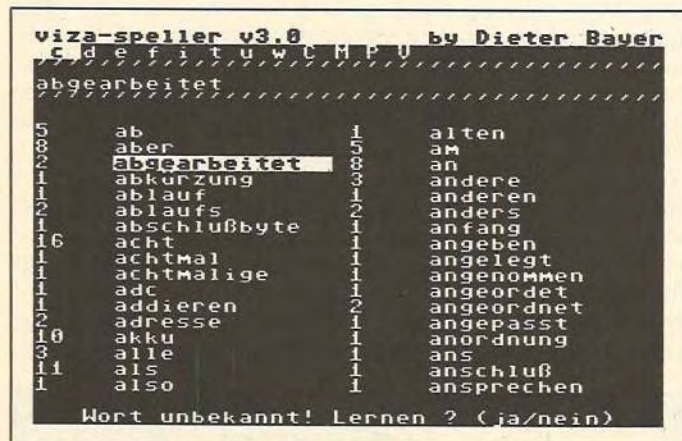 viza-speller v3.0 by Dieter Bayer
c d e f i t u w C M P V
abgearbeitet
5 ab 1 alten
8 aber 5 am
2 abgearbeitet 8 an
1 abkürzung 3 andere
1 ablauf 1 anderen
2 ablaufs 2 anders
1 abschlußbyte 1 anfang
16 acht 1 angeben
1 achtmal 1 angelegt
1 achtmalige 1 angenommen
1 adc 1 angeordet
1 addieren 2 angeordnet
2 adresse 1 angepasst
10 akku 1 anordnung
3 alle 1 ans
11 als 1 anschluß
1 also 1 ansprechen
Wort unbekannt! Lernen ? (ja/nein)